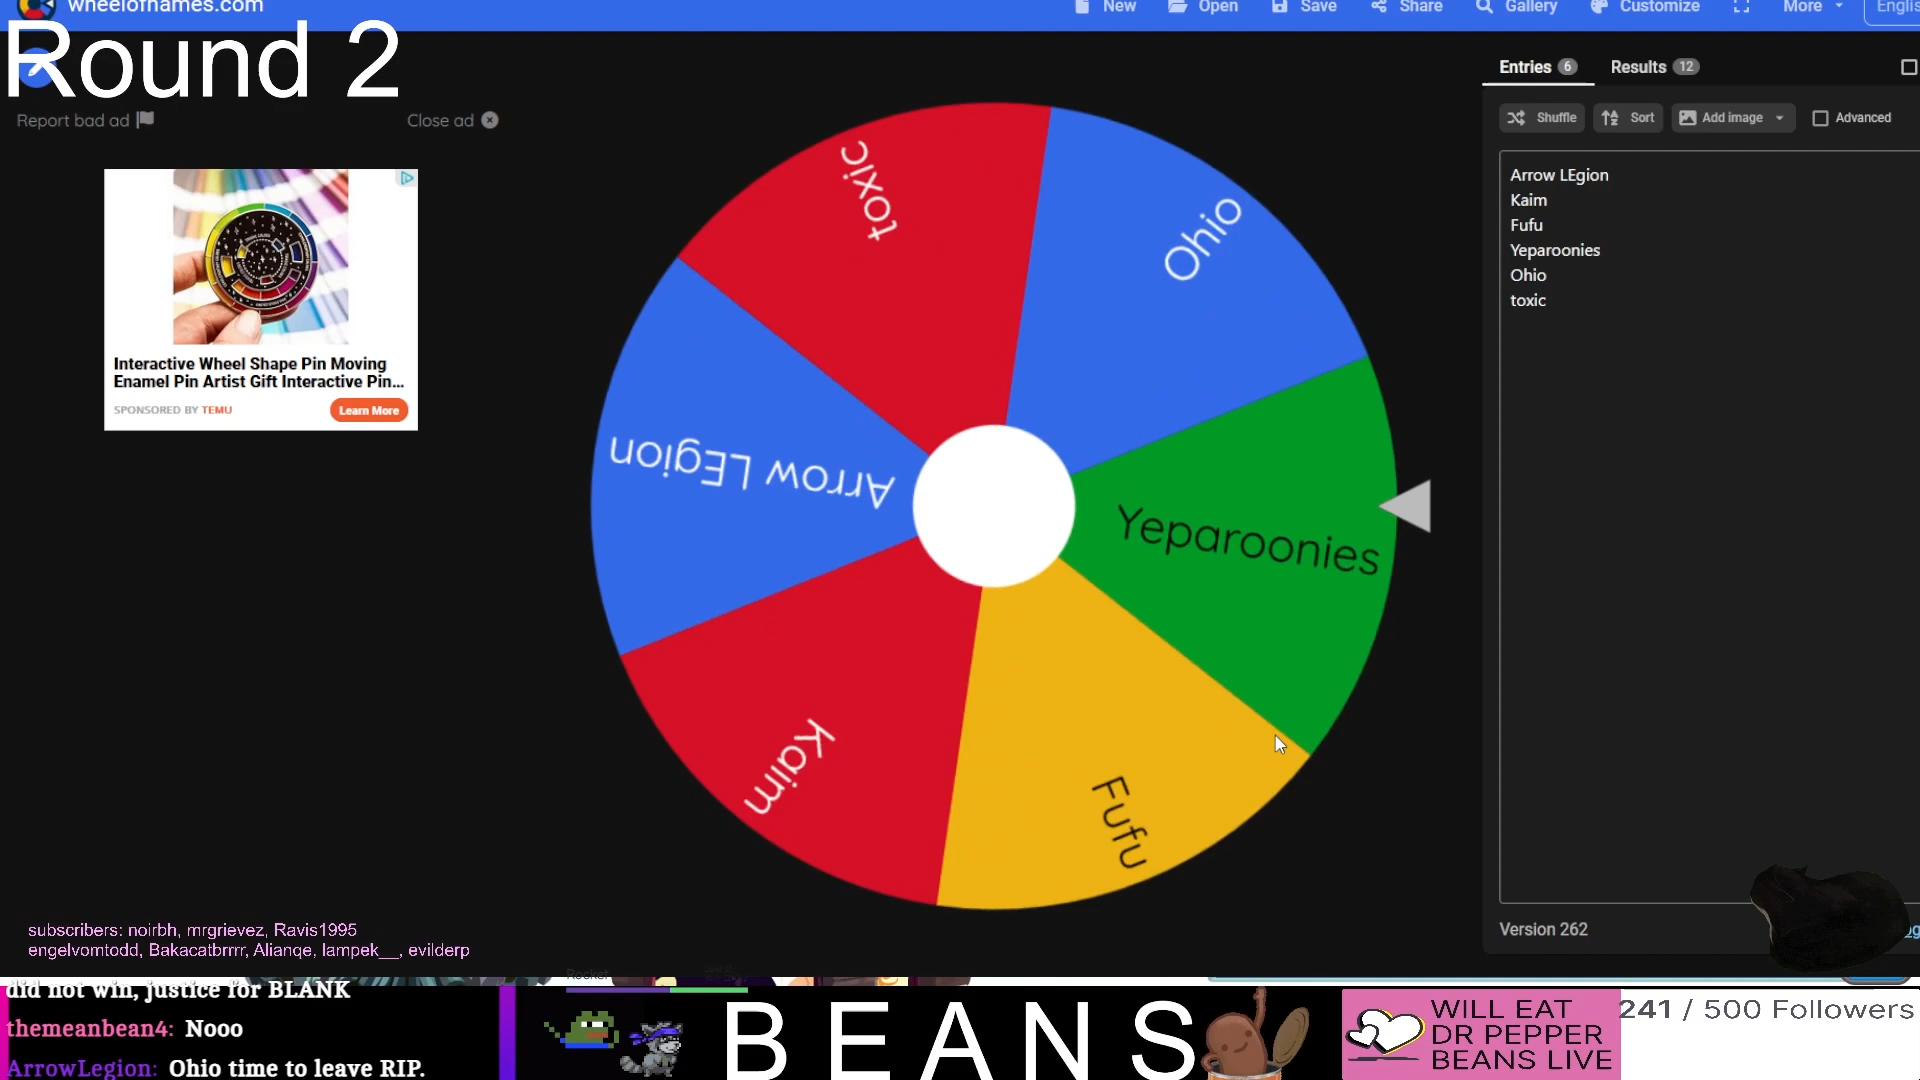 wheelofnames.com
New
Open
Save
Share
Gallery
Customize
More
Round 2
Report bad ad
Close ad
Interactive Wheel Shape Pin Moving
Enamel Pin Artist Gift Interactive Pin...
SPONSORED BY TEMU
Learn More
toxic
Ohio
Arrow LEgion
Yeparoonies
Kaim
Fufu
Entries 6
Results 12
Shuffle
Sort
Add image
Advanced
Arrow LEgion
Kaim
Fufu
Yeparoonies
Ohio
toxic
Version 262
subscribers: noirbh, mrgrievez, Ravis1995
engelvomtodd, Bakacatbrrrr, Alianqe, lampek__, evilderp
did not win, justice for BLANK
themeanbean4: Nooo
ArrowLegion: Ohio time to leave RIP.
BEANS
WILL EAT
DR PEPPER
BEANS LIVE
241 / 500 Followers